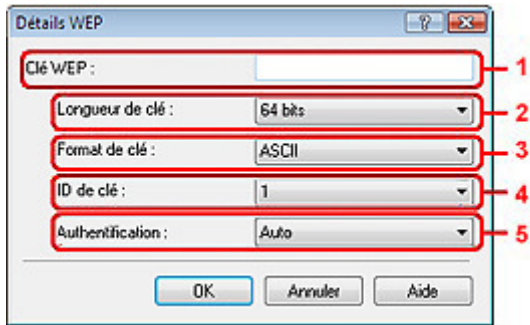 Détails WEP
Clé WEP : 1
Longueur de clé : 64 bits 2
Format de clé : ASCII 3
ID de clé : 1 4
Authentification : Auto 5
OK Annuler Aide